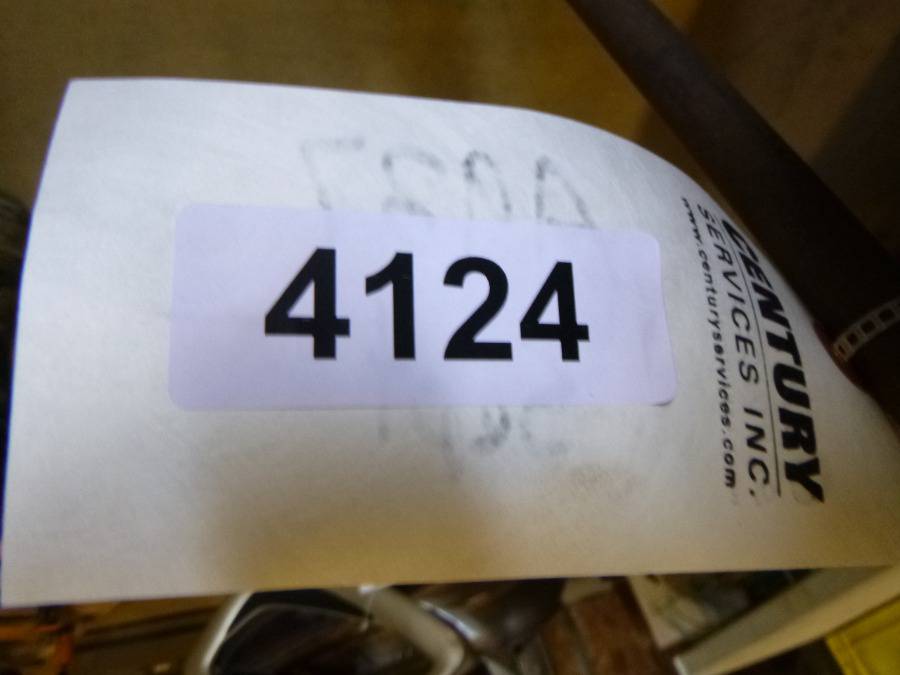 4124
CENTURY
SERVICES INC.
www.centuryservices.com